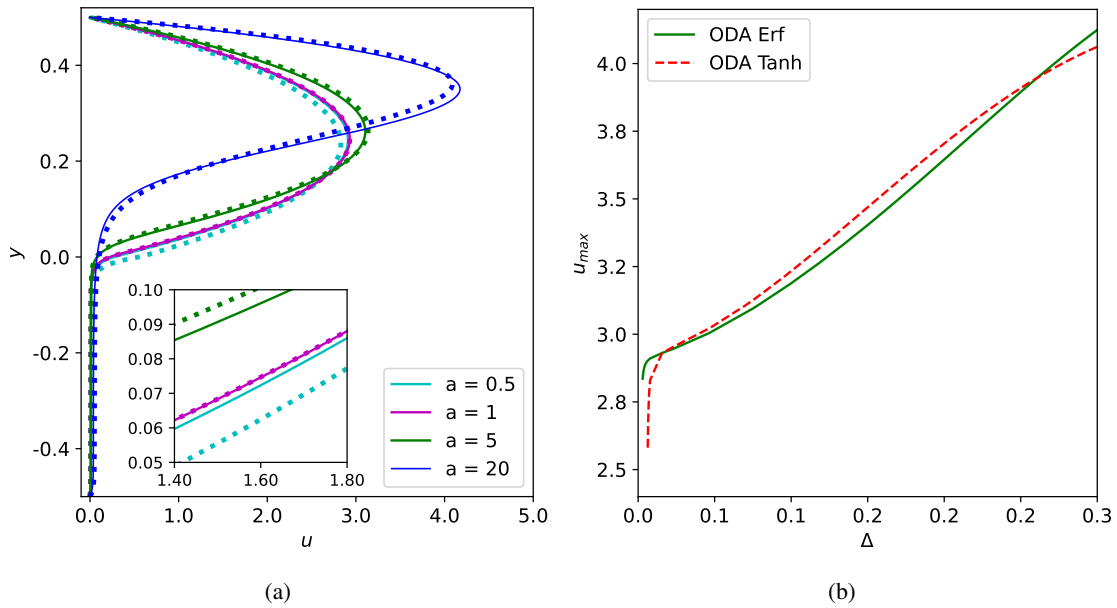 0.4
0.2
0.0
-0.2
-0.4
y
0.10
0.09
0.08
0.07
0.06
0.05
1.40
1.60
1.80
a = 0.5
a = 1
a = 5
a = 20
0.0
1.0
2.0
3.0
4.0
5.0
u
(a)
ODA Erf
ODA Tanh
4.0
3.8
3.5
3.2
3.0
2.8
2.5
u_max
0.0
0.1
0.1
0.2
0.2
0.2
0.3
Δ
(b)